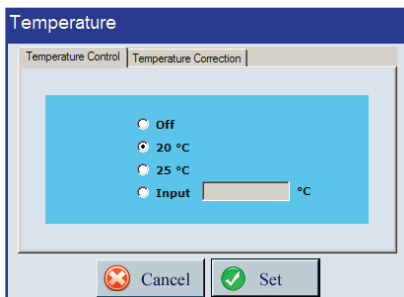 Temperature
Temperature Control Temperature Correction
Off
20 °C
25 °C
Input °C
Cancel Set